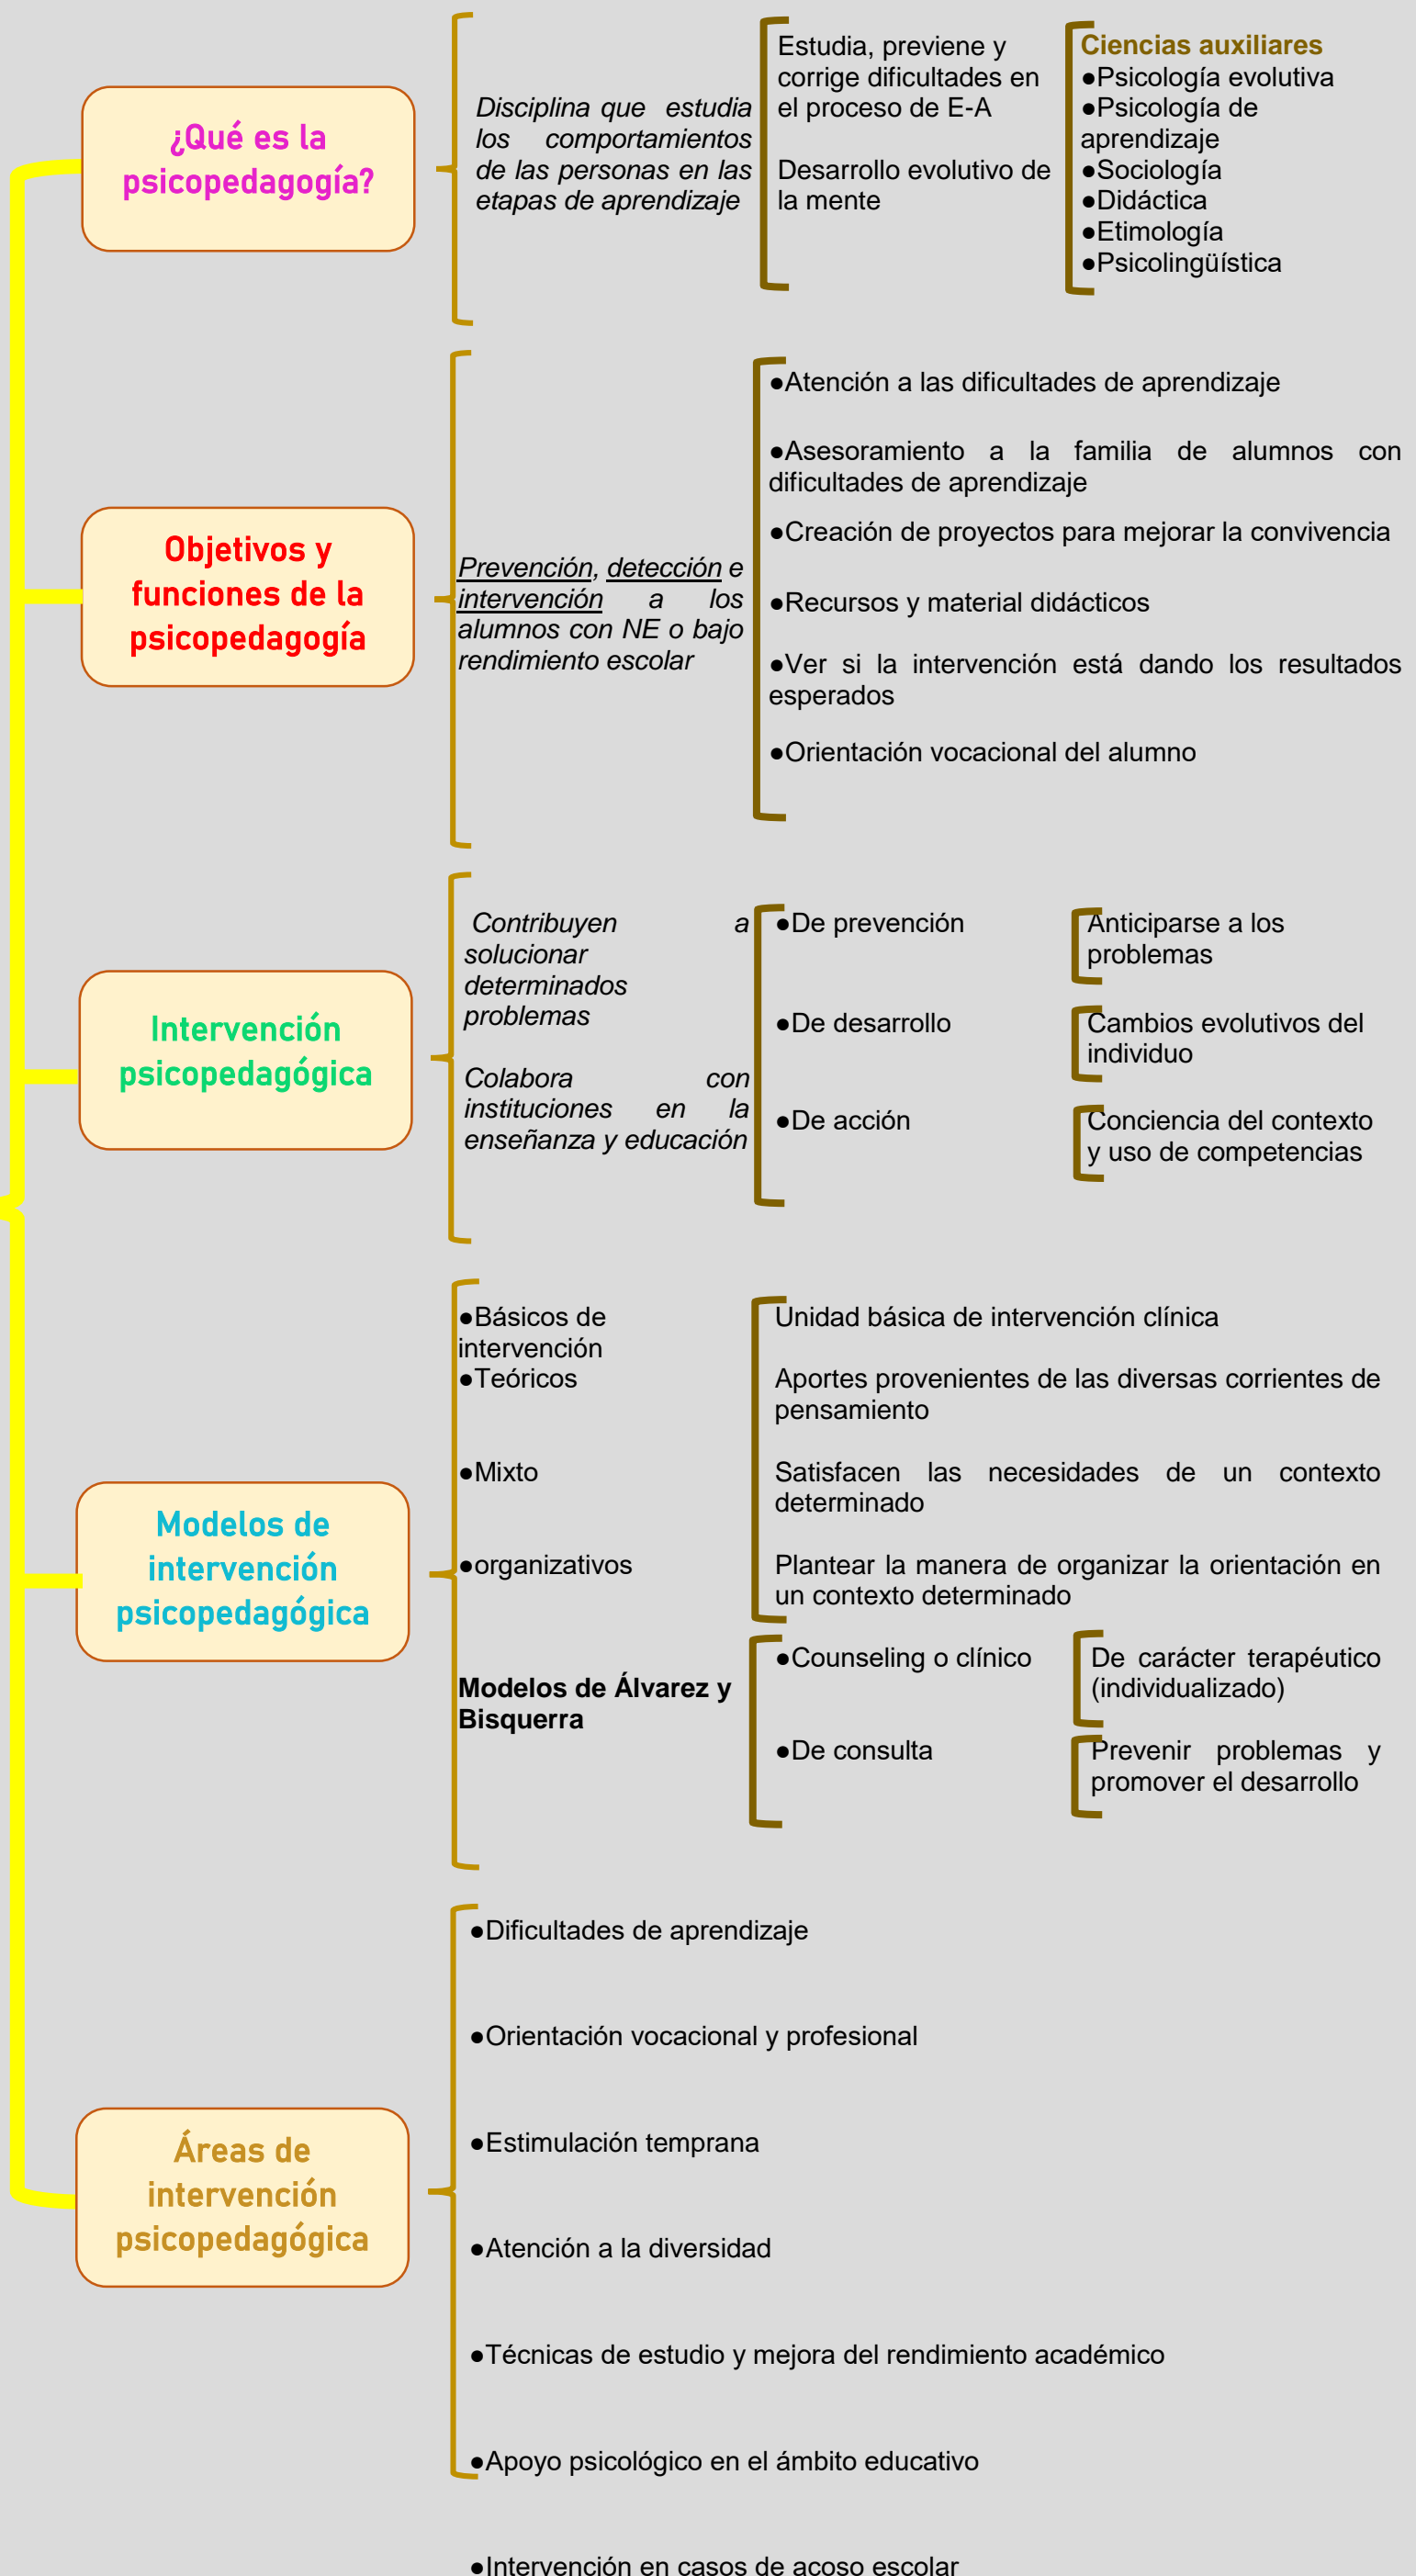 ¿Qué es la
psicopedagogía?
Disciplina que estudia
los comportamientos
de las personas en las
etapas de aprendizaje
Estudia, previene y
corrige dificultades en
el proceso de E-A
Desarrollo evolutivo de
la mente
Ciencias auxiliares
●Psicología evolutiva
●Psicología de
aprendizaje
●Sociología
●Didáctica
●Etimología
●Psicolingüística
Objetivos y
funciones de la
psicopedagogía
Prevención, detección e
intervención a los
alumnos con NE o bajo
rendimiento escolar
●Atención a las dificultades de aprendizaje
●Asesoramiento a la familia de alumnos con
dificultades de aprendizaje
●Creación de proyectos para mejorar la convivencia
●Recursos y material didácticos
●Ver si la intervención está dando los resultados
esperados
●Orientación vocacional del alumno
Intervención
psicopedagógica
Contribuyen a
solucionar
determinados
problemas
Colabora con
instituciones en la
enseñanza y educación
●De prevención
Anticiparse a los
problemas
●De desarrollo
Cambios evolutivos del
individuo
●De acción
Conciencia del contexto
y uso de competencias
Modelos de
intervención
psicopedagógica
●Básicos de
intervención
●Teóricos
●Mixto
●organizativos
Unidad básica de intervención clínica
Aportes provenientes de las diversas corrientes de
pensamiento
Satisfacen las necesidades de un contexto
determinado
Plantear la manera de organizar la orientación en
un contexto determinado
Modelos de Álvarez y
Bisquerra
●Counseling o clínico
De carácter terapéutico
(individualizado)
●De consulta
Prevenir problemas y
promover el desarrollo
Áreas de
intervención
psicopedagógica
●Dificultades de aprendizaje
●Orientación vocacional y profesional
●Estimulación temprana
●Atención a la diversidad
●Técnicas de estudio y mejora del rendimiento académico
●Apoyo psicológico en el ámbito educativo
●Intervención en casos de acoso escolar